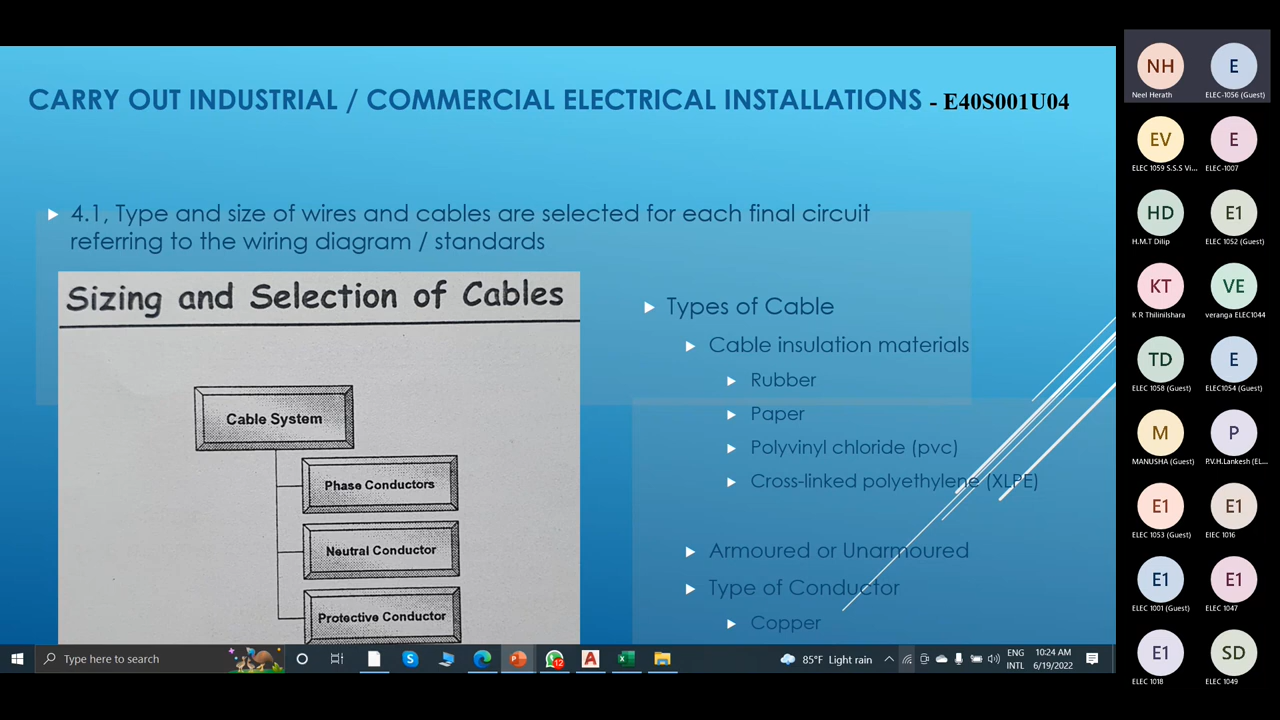 CARRY OUT INDUSTRIAL / COMMERCIAL ELECTRICAL INSTALLATIONS - E40S001U04
4.1, Type and size of wires and cables are selected for each final circuit
referring to the wiring diagram / standards
Sizing and Selection of Cables
Cable System
Phase Conductors
Neutral Conductor
Protective Conductor
Types of Cable
Cable insulation materials
Rubber
Paper
Polyvinyl chloride (pvc)
Cross-linked polyethylene (XLPE)
Armoured or Unarmoured
Type of Conductor
Copper
Type here to search
12
85°F Light rain
ENG
INTL
10:24 AM
6/19/2022
NH
Neel Herath
E
ELEC-1056 (Guest)
EV
ELEC 1059 S.S.S Vi...
E
ELEC-1007
HD
H.M.T Dilip
E1
ELEC 1052 (Guest)
KT
K R Thilinilshara
VE
veranga ELEC1044
TD
ELEC 1058 (Guest)
E
ELEC1054 (Guest)
M
MANUSHA (Guest)
P
P.V.H.Lankesh (EL...
E1
ELEC 1053 (Guest)
E1
EIEC 1016
E1
ELEC 1001 (Guest)
E1
ELEC 1047
E1
ELEC 1018
SD
ELEC 1049